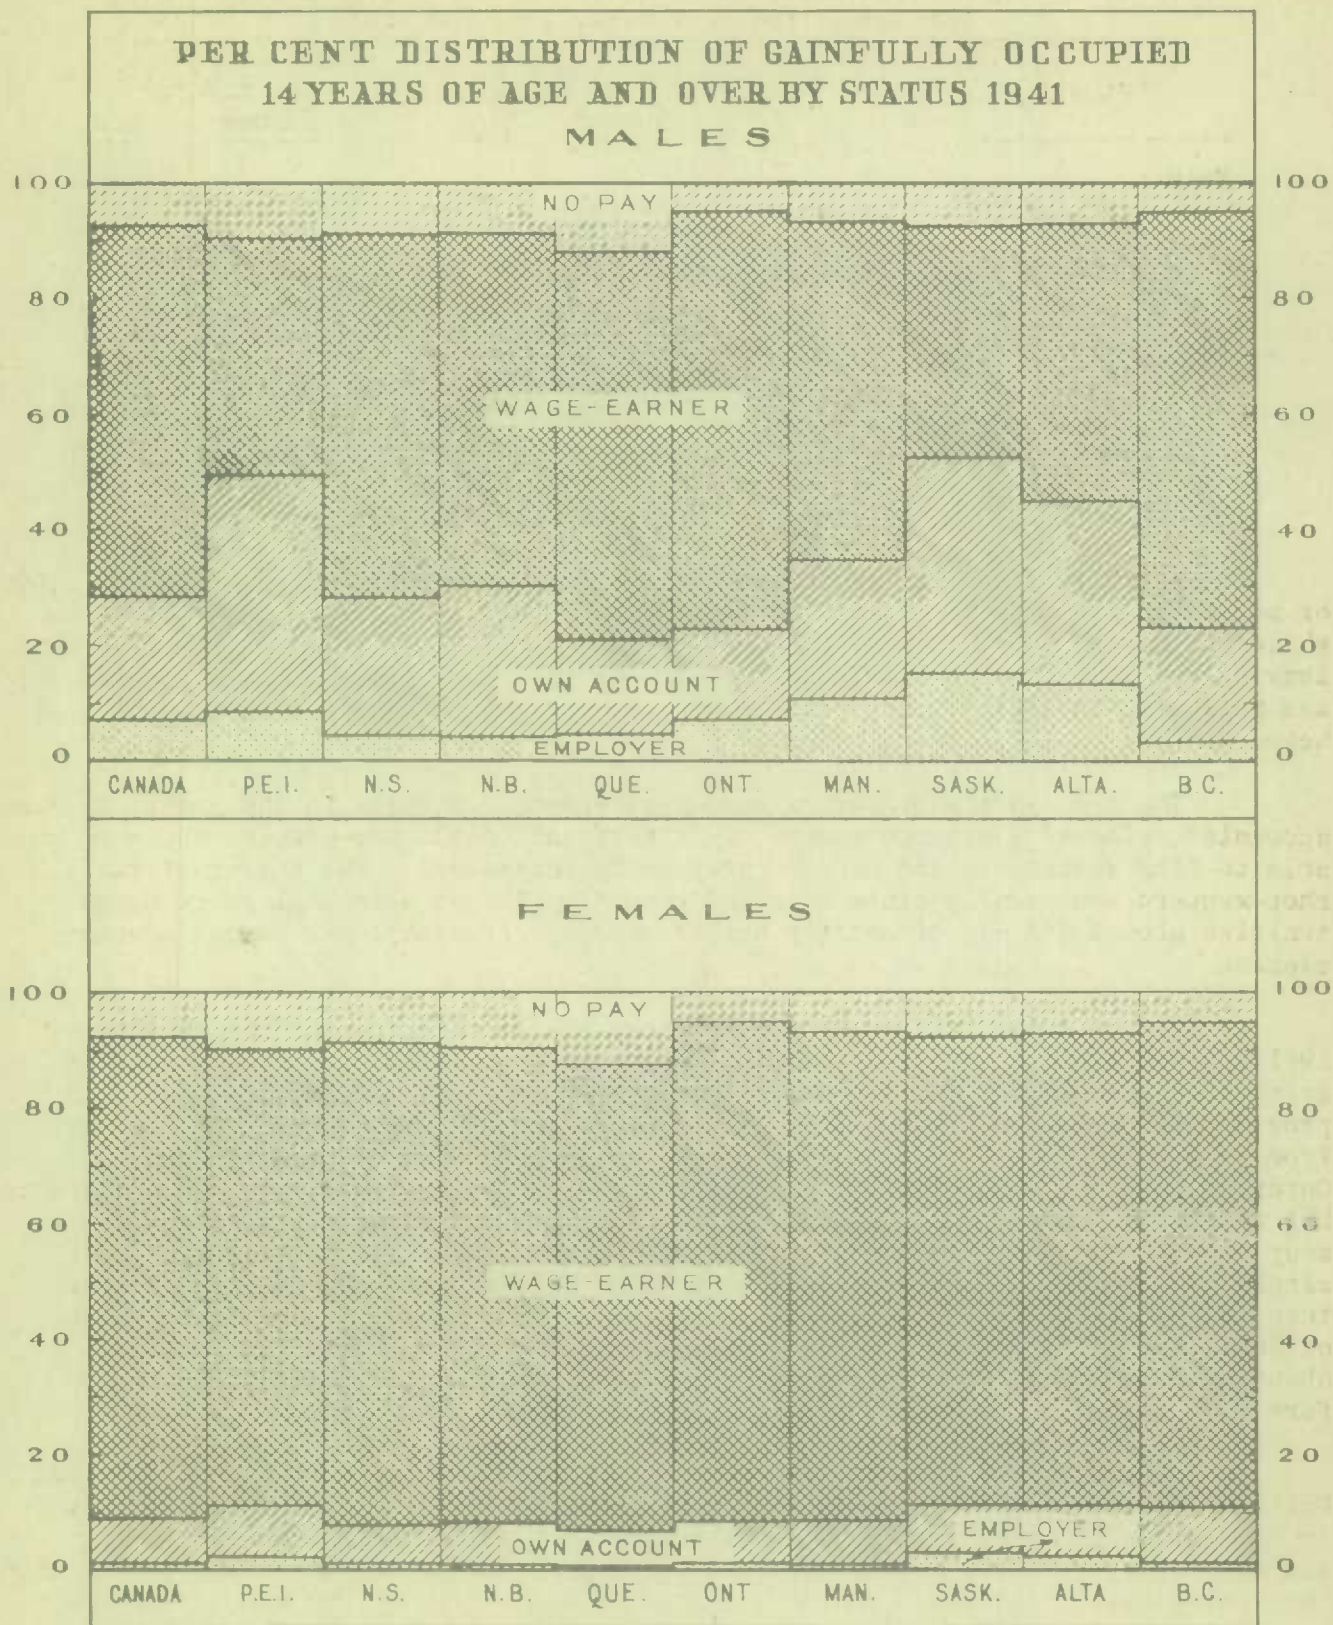 PER CENT DISTRIBUTION OF GAINFULLY OCCUPIED
14 YEARS OF AGE AND OVER BY STATUS 1941
MALES
100 100
NO PAY
80 80
WAGE-EARNER
60 60
40 40
20 20
OWN ACCOUNT
EMPLOYER
0 0
CANADA P.E.I. N.S. N.B. QUE. ONT. MAN. SASK. ALTA. B.C.
FEMALES
100 100
NO PAY
80 80
60 60
WAGE-EARNER
40 40
20 20
EMPLOYER
OWN ACCOUNT
0 0
CANADA P.E.I. N.S. N.B. QUE. ONT MAN. SASK. ALTA B.C.